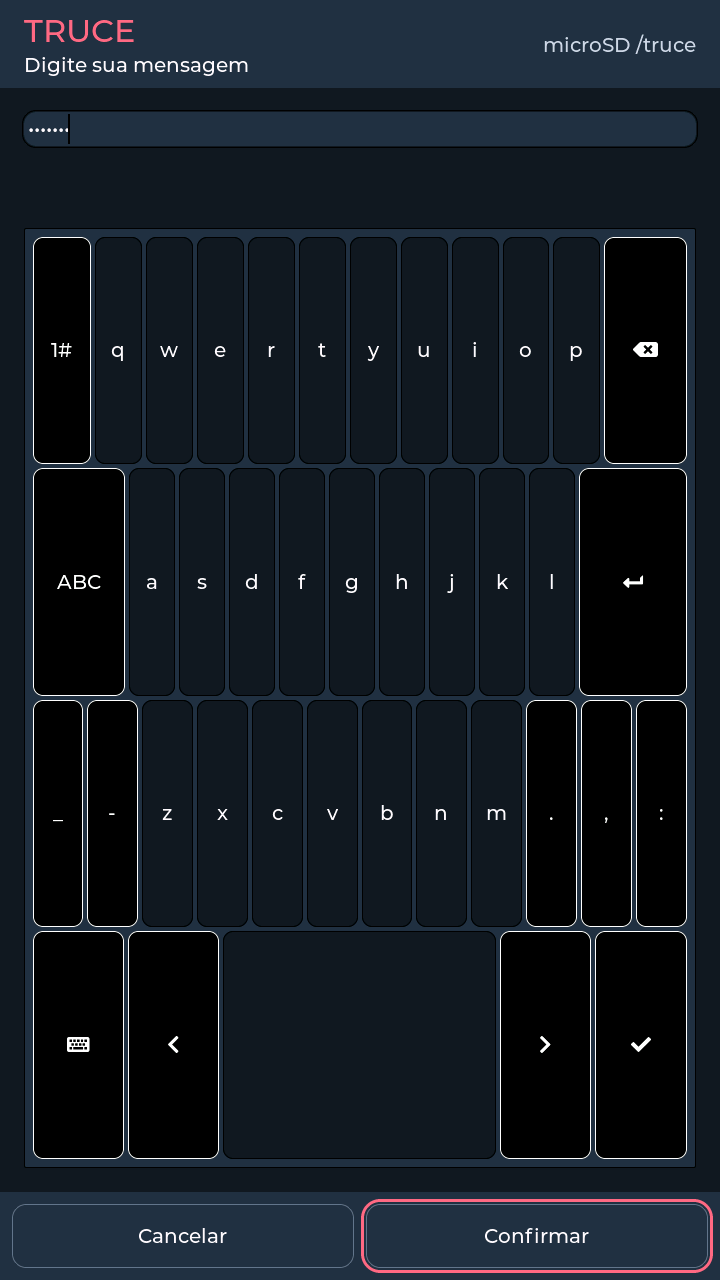 TRUCE
Digite sua mensagem
microSD /truce
•••••••
1# q w e r t y u i o p
ABC a s d f g h j k l
_ - z x c v b n m . , :
Cancelar
Confirmar